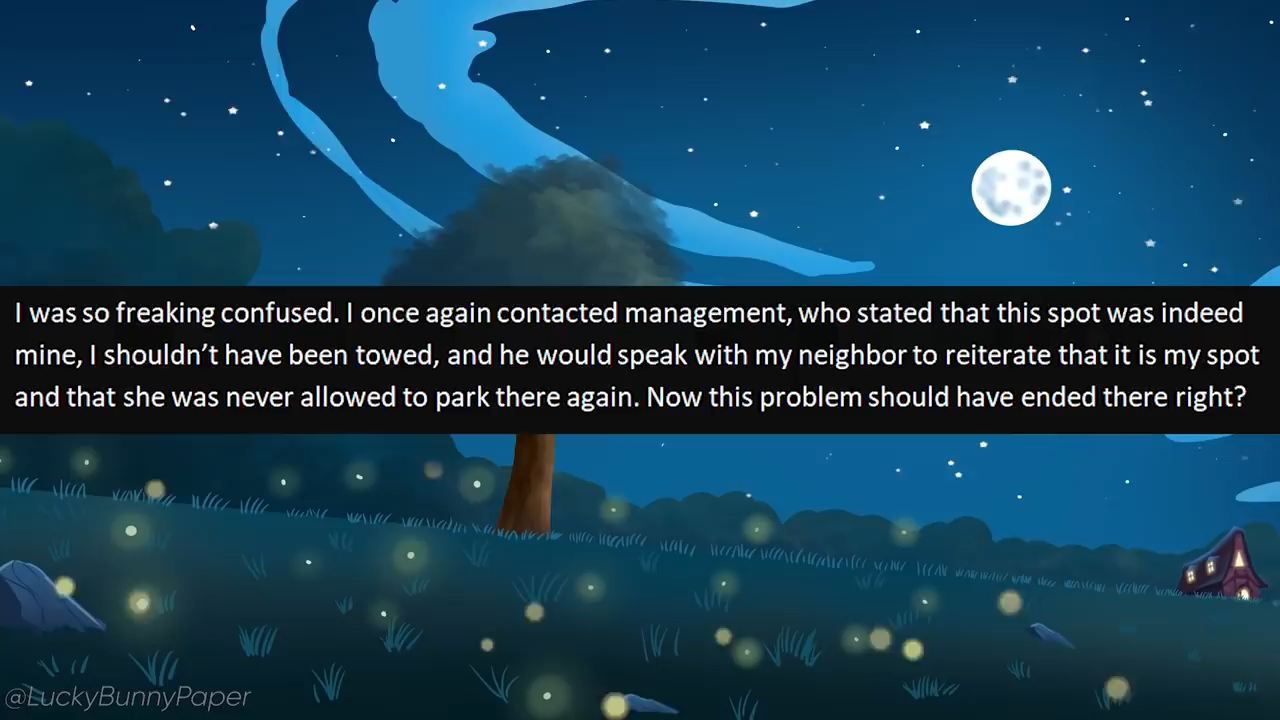 I was so freaking confused. I once again contacted management, who stated that this spot was indeed
mine, I shouldn’t have been towed, and he would speak with my neighbor to reiterate that it is my spot
and that she was never allowed to park there again. Now this problem should have ended there right?
@LuckyBunnyPaper